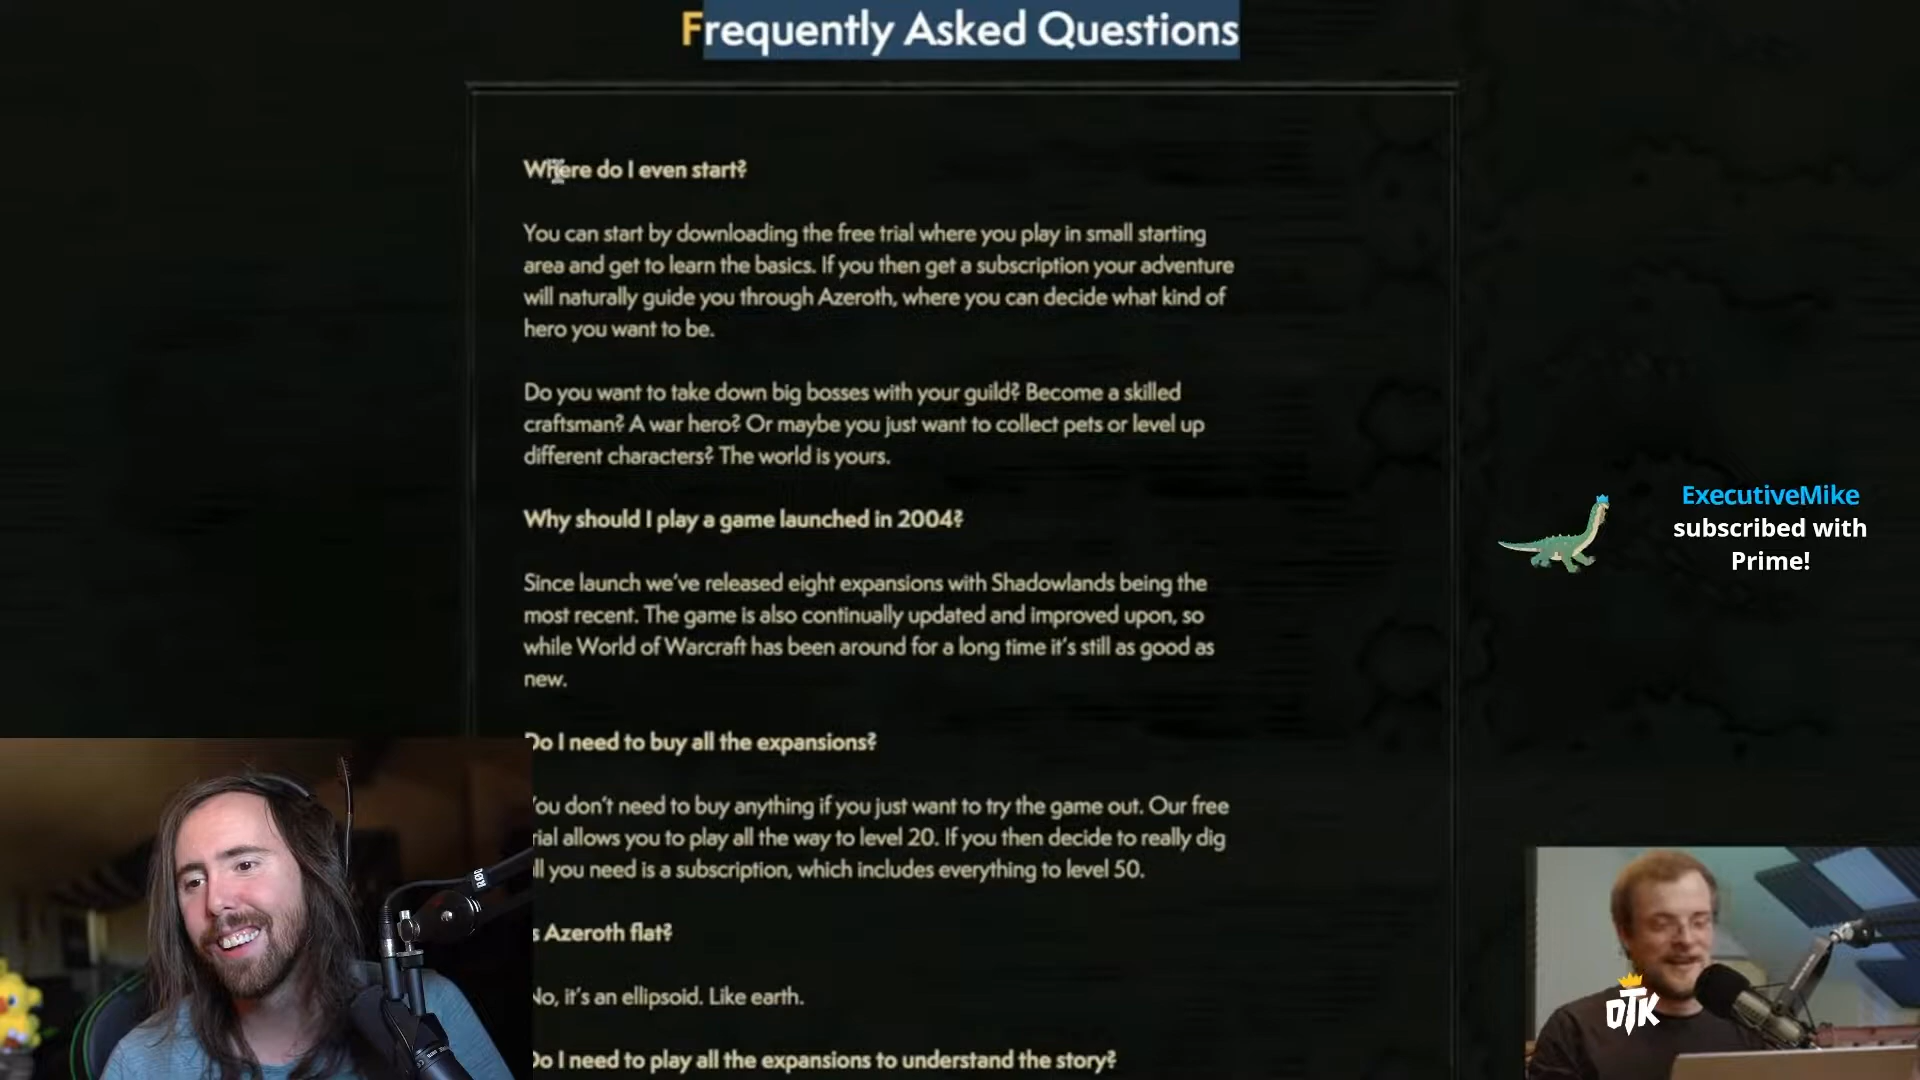 Frequently Asked Questions
Where do I even start?
You can start by downloading the free trial where you play in small starting
area and get to learn the basics. If you then get a subscription your adventure
will naturally guide you through Azeroth, where you can decide what kind of
hero you want to be.
Do you want to take down big bosses with your guild? Become a skilled
craftsman? A war hero? Or maybe you just want to collect pets or level up
different characters? The world is yours.
Why should I play a game launched in 2004?
Since launch we've released eight expansions with Shadowlands being the
most recent. The game is also continually updated and improved upon, so
while World of Warcraft has been around for a long time it's still as good as
new.
Do I need to buy all the expansions?
You don't need to buy anything if you just want to try the game out. Our free
rial allows you to play all the way to level 20. If you then decide to really dig
ll you need is a subscription, which includes everything to level 50.
s Azeroth flat?
No, it's an ellipsoid. Like earth.
Do I need to play all the expansions to understand the story?
ExecutiveMike
subscribed with
Prime!
OTK